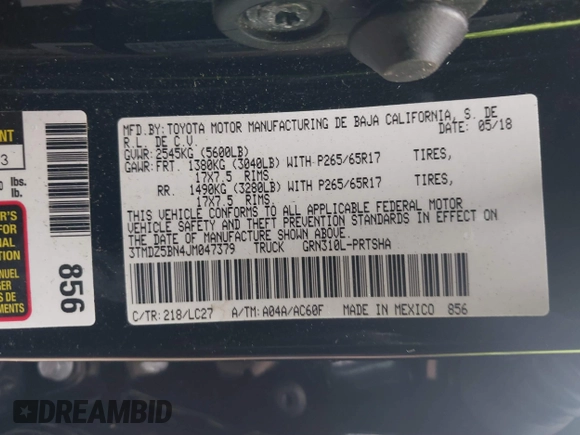 MFD.BY:TOYOTA MOTOR MANUFACTURING DE BAJA CALIFORNIA, S. DE
R.L. DE C.V. DATE: 05/18
GVWR: 2545KG (5600LB)
GAWR:FRT. 1380KG (3040LB) WITH P265/65R17 TIRES,
17X7.5 RIMS,
RR. 1490KG (3280LB) WITH P265/65R17 TIRES,
17X7.5 RIMS.
THIS VEHICLE CONFORMS TO ALL APPLICABLE FEDERAL MOTOR
VEHICLE SAFETY AND THEFT PREVENTION STANDARDS IN EFFECT ON
THE DATE OF MANUFACTURE SHOWN ABOVE.
3TMDZ5BN4JM047379 TRUCK GRN310L-PRTSHA
C/TR: 218/LC27 A/TM: A04A/AC60F MADE IN MEXICO 856
856
lbs.
lb.
DREAMBID